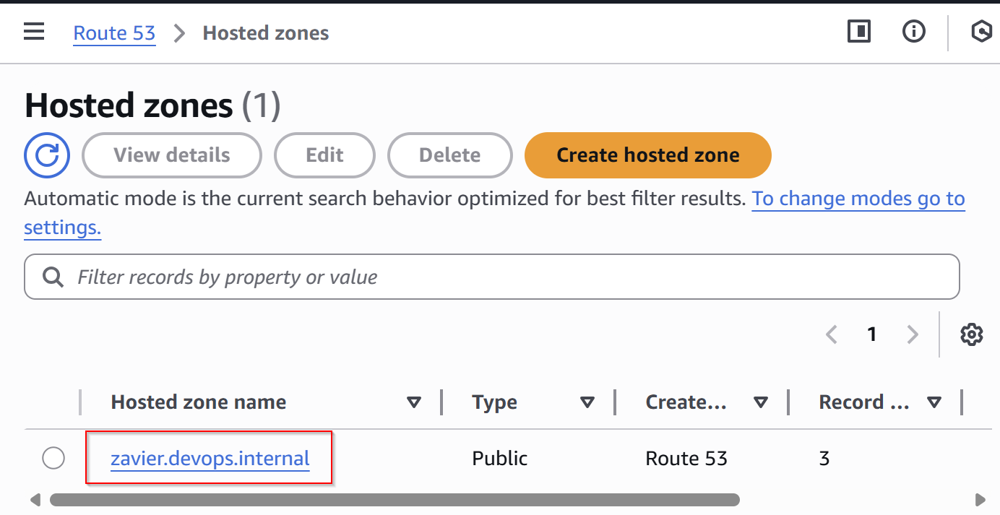 Route 53 > Hosted zones
Hosted zones (1)
View details Edit Delete Create hosted zone
Automatic mode is the current search behavior optimized for best filter results. To change modes go to
settings.
Filter records by property or value
1
Hosted zone name Type Create... Record ...
zavier.devops.internal Public Route 53 3